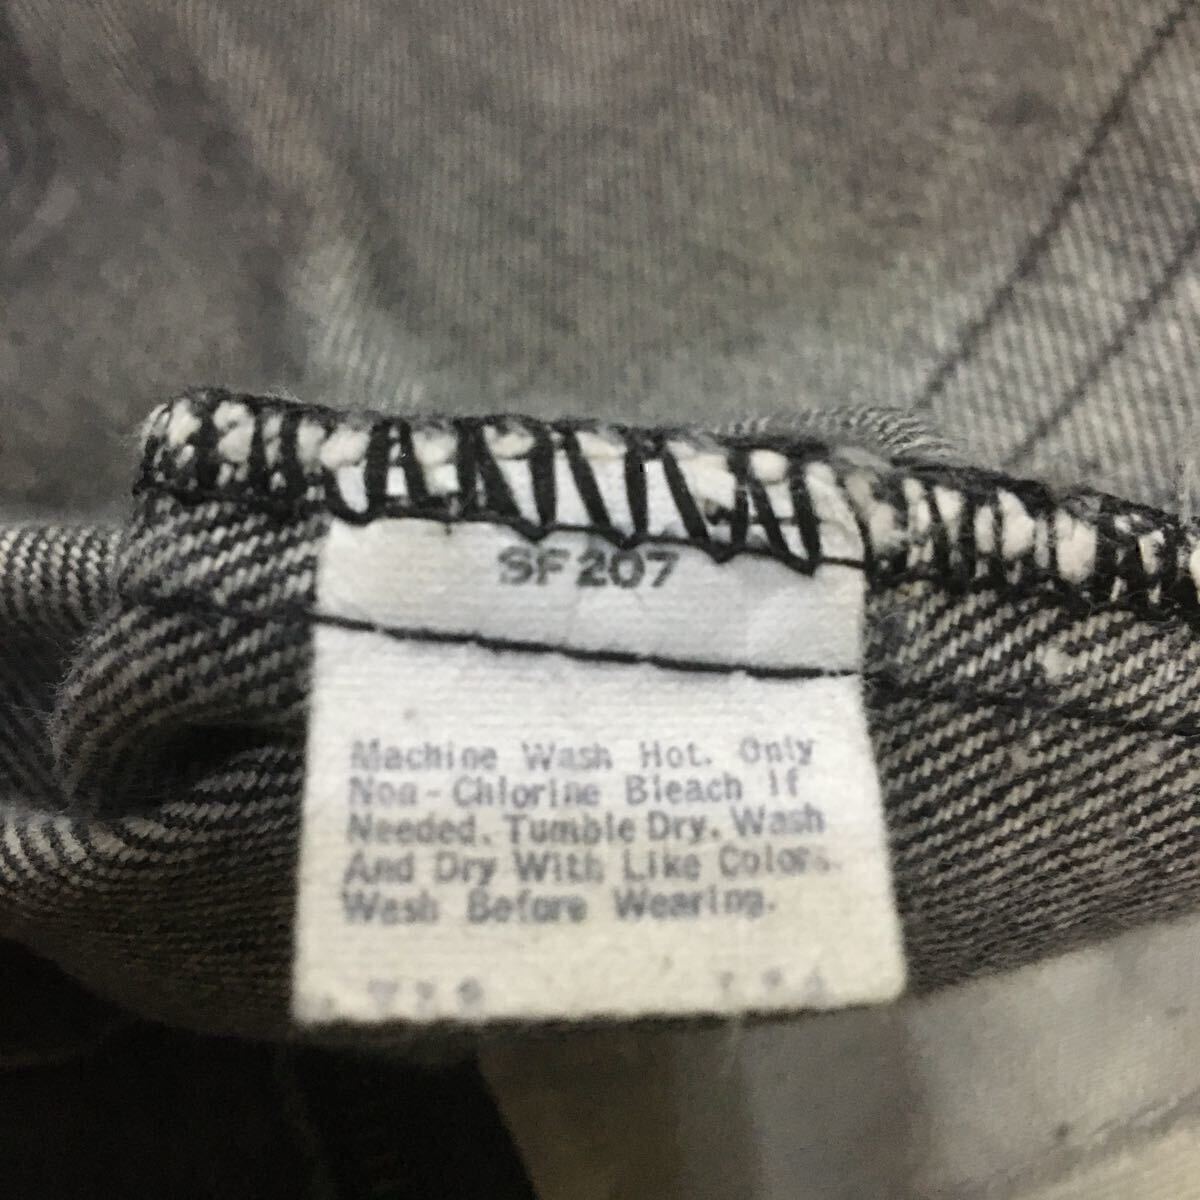 SF207
Machine Wash Hot. Only
Non-Chlorine Bleach If
Needed. Tumble Dry. Wash
And Dry With Like Colors.
Wash Before Wearing.